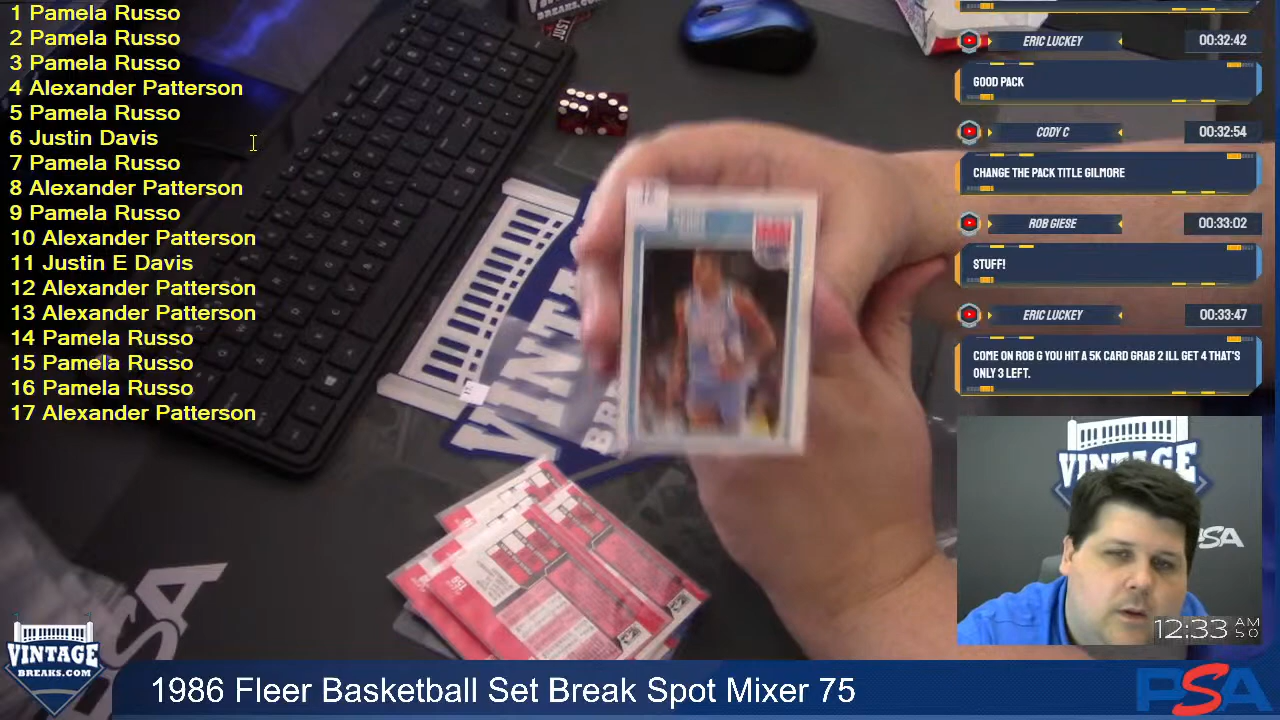 1 Pamela Russo
2 Pamela Russo
3 Pamela Russo
4 Alexander Patterson
5 Pamela Russo
6 Justin Davis
7 Pamela Russo
8 Alexander Patterson
9 Pamela Russo
10 Alexander Patterson
11 Justin E Davis
12 Alexander Patterson
13 Alexander Patterson
14 Pamela Russo
15 Pamela Russo
16 Pamela Russo
17 Alexander Patterson
ERIC LUCKEY 00:32:42
GOOD PACK
CODY C 00:32:54
CHANGE THE PACK TITLE GILMORE
ROB GIESE 00:33:02
STUFF!
ERIC LUCKEY 00:33:47
COME ON ROB G YOU HIT A 5K CARD GRAB 2 ILL GET 4 THAT'S
ONLY 3 LEFT.
VINTAGE
PSA
12:33 AM
50
17
159
VINTAGE
BREAKS.COM
1986 Fleer Basketball Set Break Spot Mixer 75
PSA